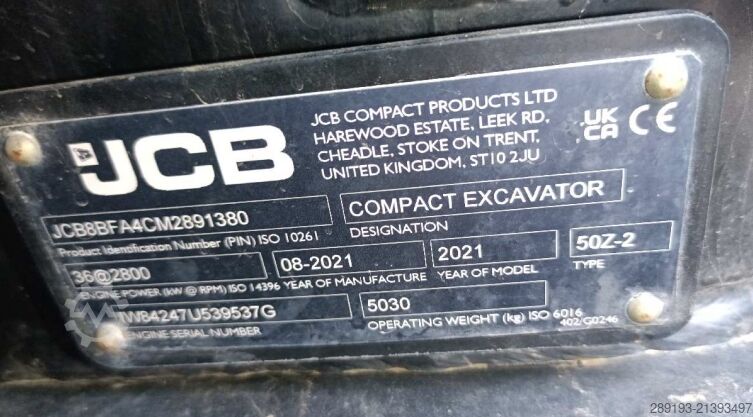 JCB
JCB COMPACT PRODUCTS LTD
HAREWOOD ESTATE, LEEK RD,
CHEADLE, STOKE ON TRENT,
UNITED KINGDOM, ST10 2JU
UK
CA CE
JCB8BFA4CM2891380
Product Identification Number (PIN) ISO 10261
COMPACT EXCAVATOR
DESIGNATION
36@2800
ENGINE POWER (kW @ RPM) ISO 14396
08-2021
YEAR OF MANUFACTURE
2021
YEAR OF MODEL
50Z-2
TYPE
W84247U539537G
ENGINE SERIAL NUMBER
5030
OPERATING WEIGHT (kg) ISO 6016
402/G0246
289193-21393497